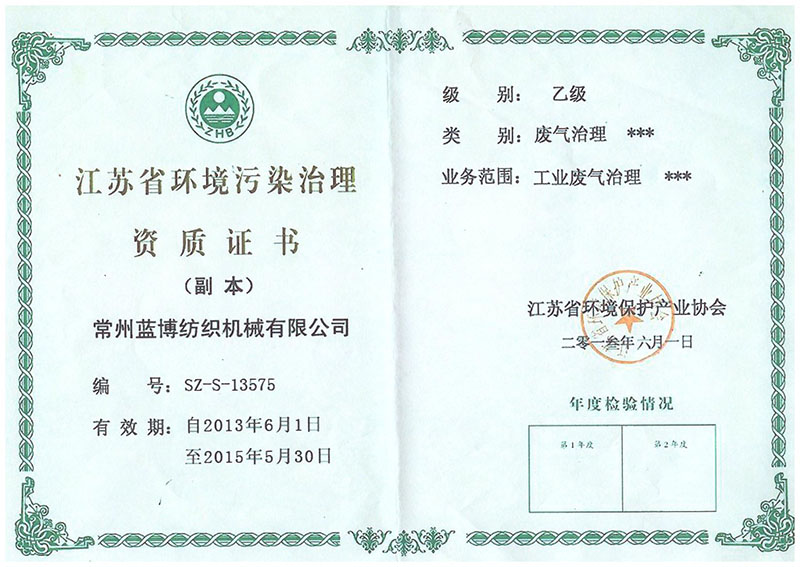 ZHB
江苏省环境污染治理
资质证书
（副 本）
常州蓝博纺织机械有限公司
编 号：SZ-S-13575
有 效 期：自2013年6月1日
至2015年5月30日
级 别： 乙级
类 别：废气治理 ***
业务范围：工业废气治理 ***
江苏省环境保护产业协会
二零一叁年六月一日
年度检验情况
第1年度
第2年度